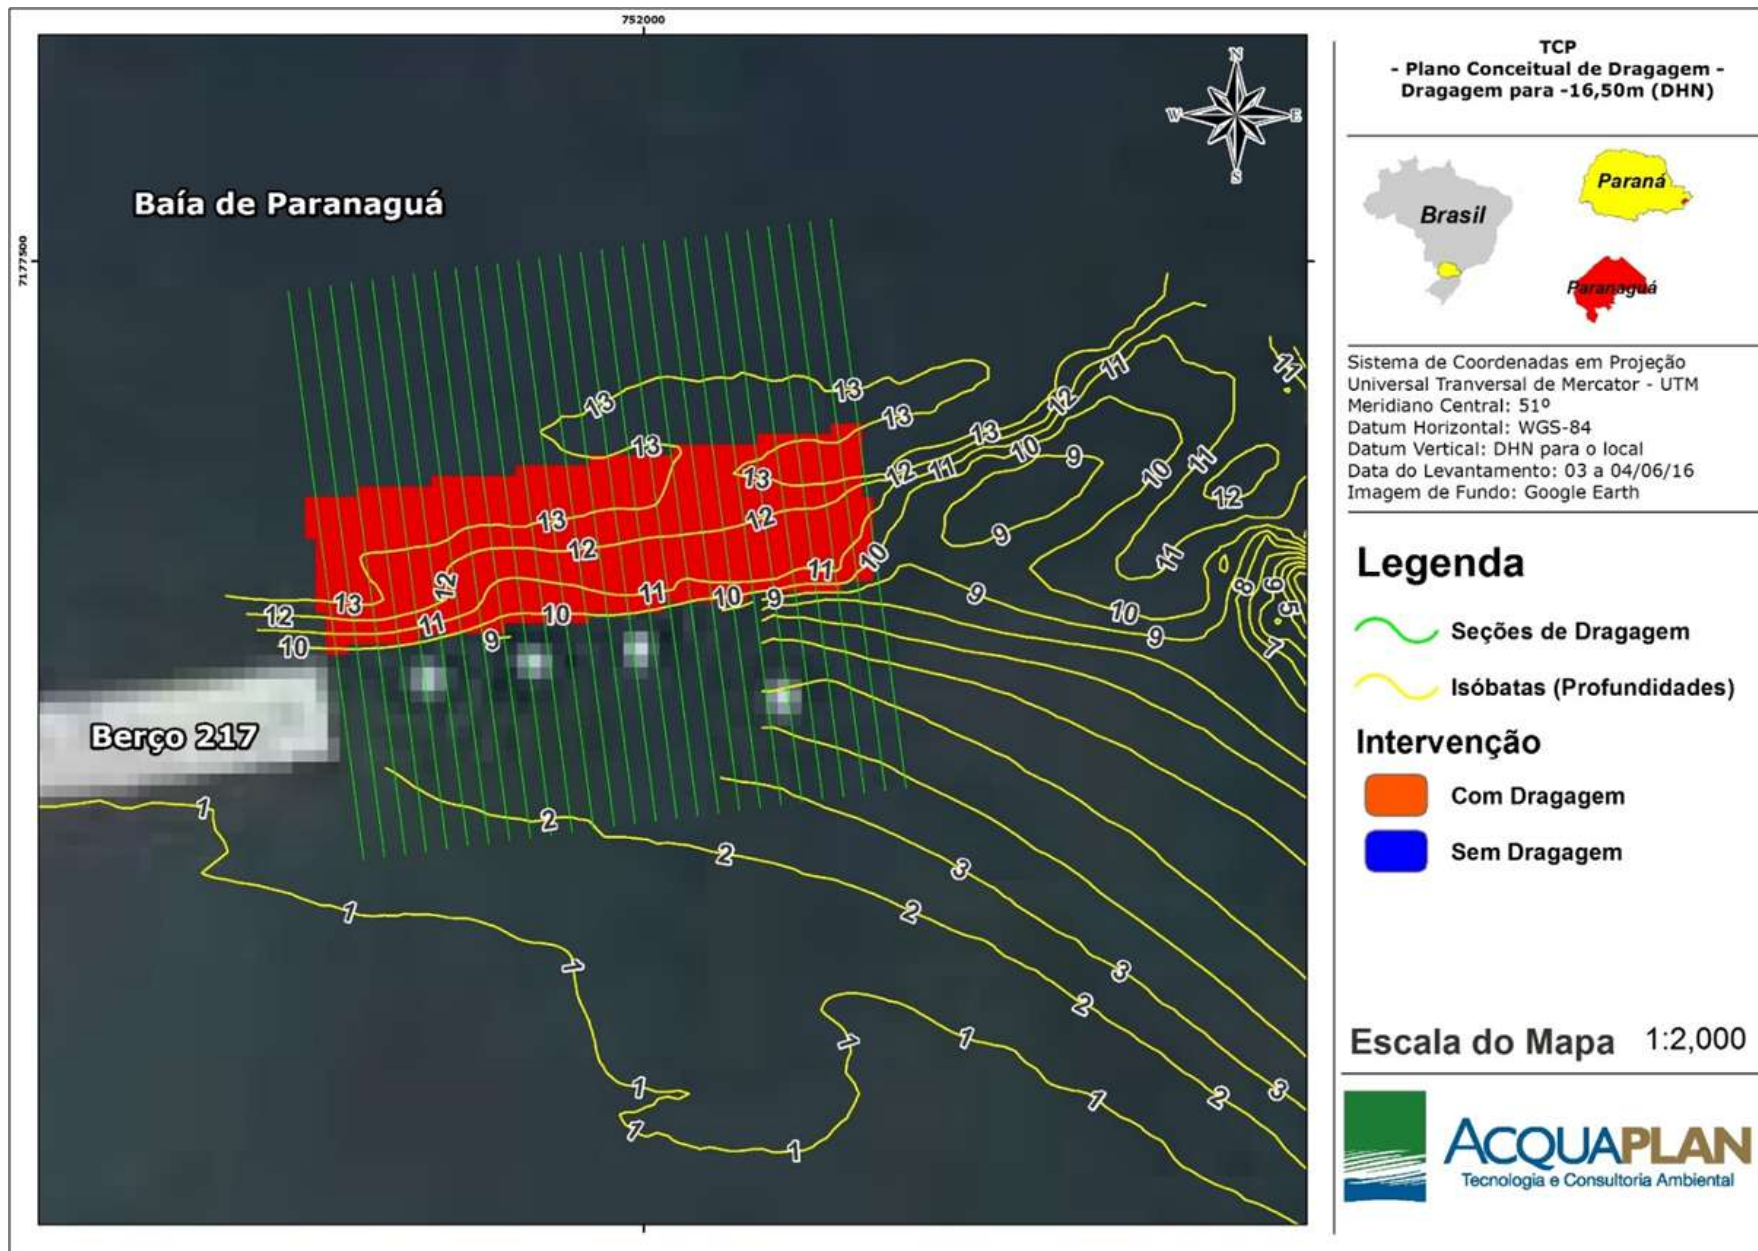 752000
7177500
Baía de Paranaguá
N
W
E
S
13
13
13
13
13
13
12
11
11
10
9
10
11
12
12
11
13
12
9
11
13
12
12
12
11
10
11
10
9
9
10
9
8
6
5
7
13
12
11
10
10
9
Berço 217
1
2
2
3
2
1
1
3
2
1
1
1
1
1
1
2
3
TCP
- Plano Conceitual de Dragagem -
Dragagem para -16,50m (DHN)
Brasil
Paraná
Paranaguá
Sistema de Coordenadas em Projeção
Universal Tranversal de Mercator - UTM
Meridiano Central: 51º
Datum Horizontal: WGS-84
Datum Vertical: DHN para o local
Data do Levantamento: 03 a 04/06/16
Imagem de Fundo: Google Earth
Legenda
Seções de Dragagem
Isóbatas (Profundidades)
Intervenção
Com Dragagem
Sem Dragagem
Escala do Mapa 1:2,000
ACQUAPLAN
Tecnologia e Consultoria Ambiental